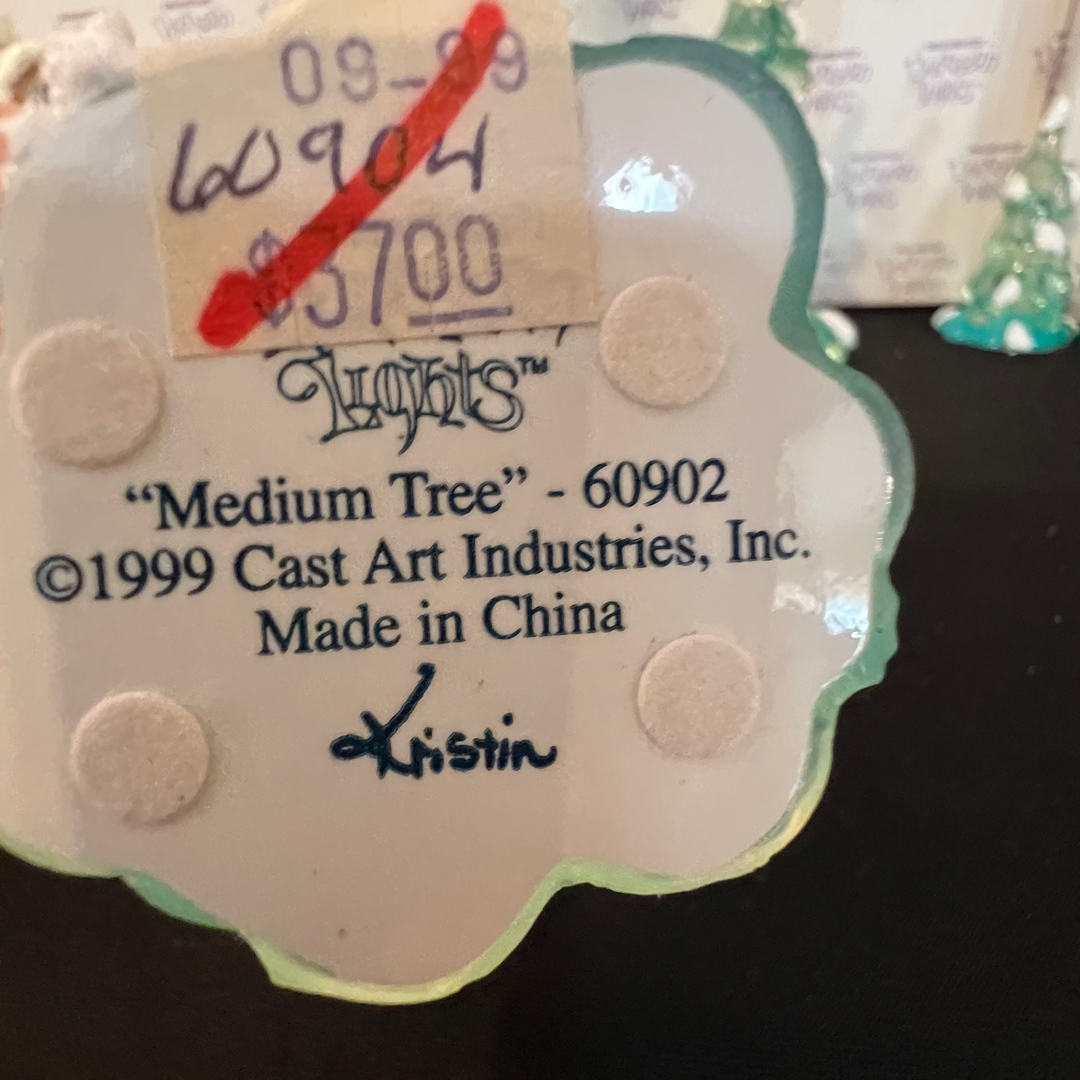 09-99
60904
$3700
Lights™
“Medium Tree” - 60902
©1999 Cast Art Industries, Inc.
Made in China
Kristin